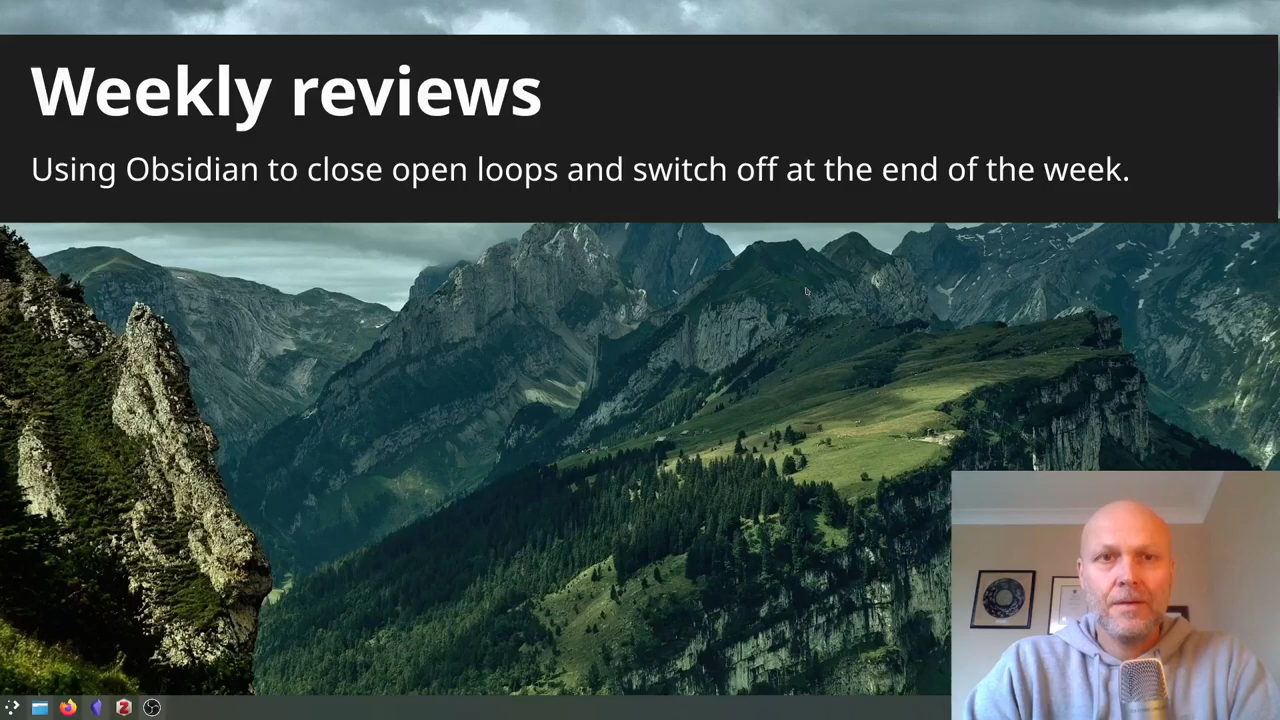 Weekly reviews
Using Obsidian to close open loops and switch off at the end of the week.